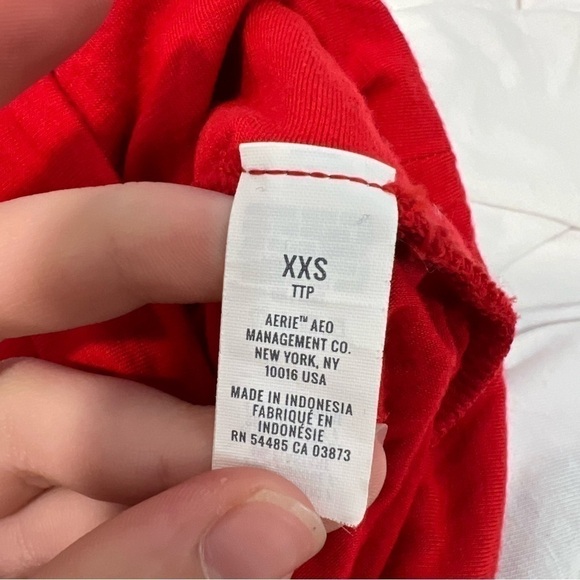 XXS
TTP
AERIE™ AEO
MANAGEMENT CO.
NEW YORK, NY
10016 USA
MADE IN INDONESIA
FABRIQUÉ EN
INDONÉSIE
RN 54485 CA 03873